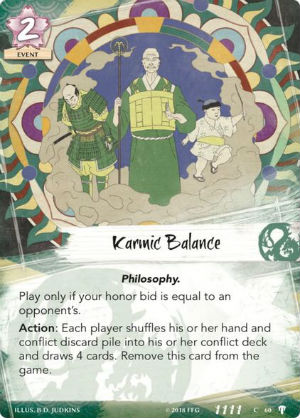 2
EVENT
Karmic Balance
Philosophy.
Play only if your honor bid is equal to an
opponent's.
Action: Each player shuffles his or her hand and
conflict discard pile into his or her conflict deck
and draws 4 cards. Remove this card from the
game.
ILLUS. B.D. JUDKINS ©2018 FFG 1111 C 60